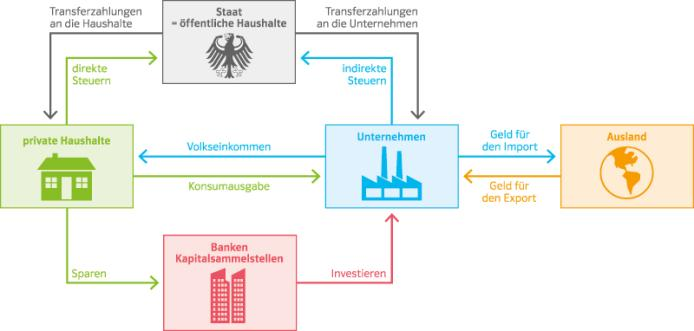 Transferzahlungen
an die Haushalte
Staat
= öffentliche Haushalte
Transferzahlungen
an die Unternehmen
direkte
Steuern
indirekte
Steuern
private Haushalte
Volkseinkommen
Konsumausgabe
Unternehmen
Geld für
den Import
Geld für
den Export
Ausland
Sparen
Banken
Kapitalsammelstellen
Investieren